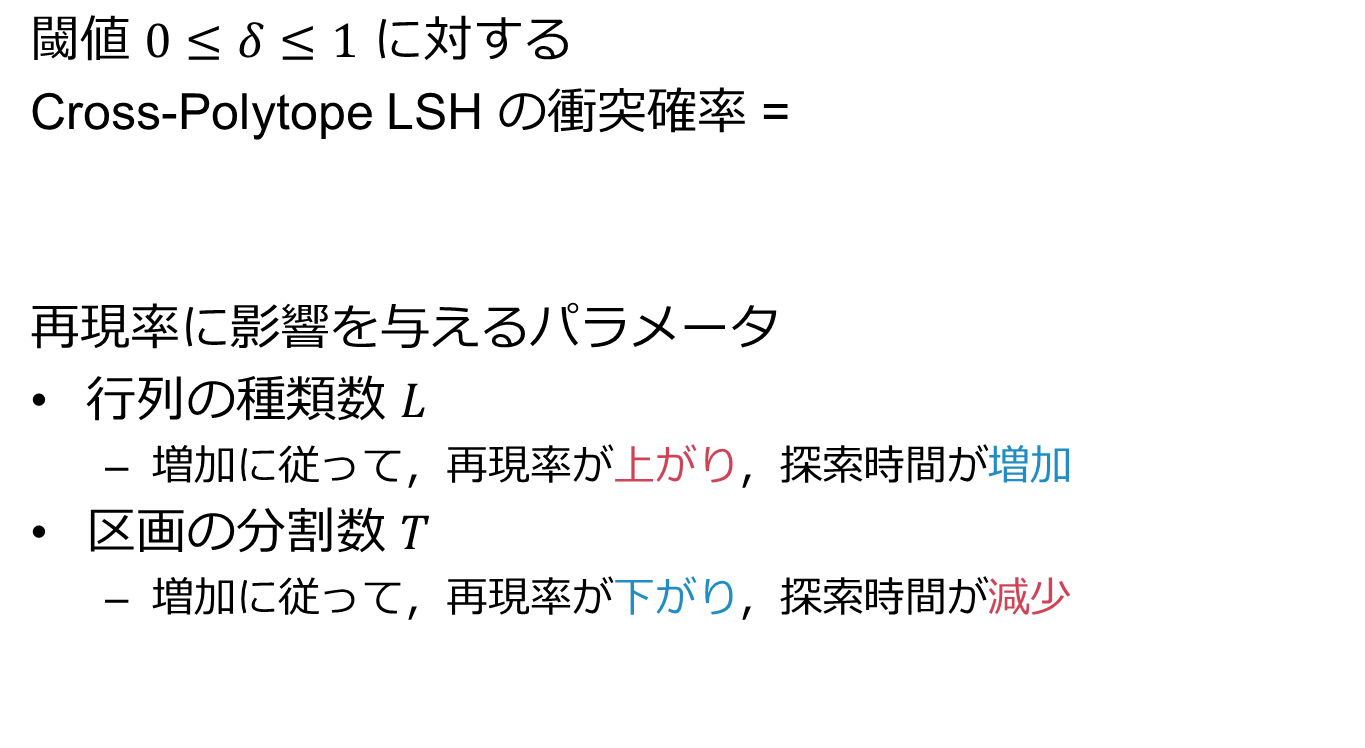 閾値 0 ≤ δ ≤ 1 に対する
Cross-Polytope LSH の衝突確率 =
再現率に影響を与えるパラメータ
• 行列の種類数 L
– 増加に従って，再現率が上がり，探索時間が増加
• 区画の分割数 T
– 増加に従って，再現率が下がり，探索時間が減少